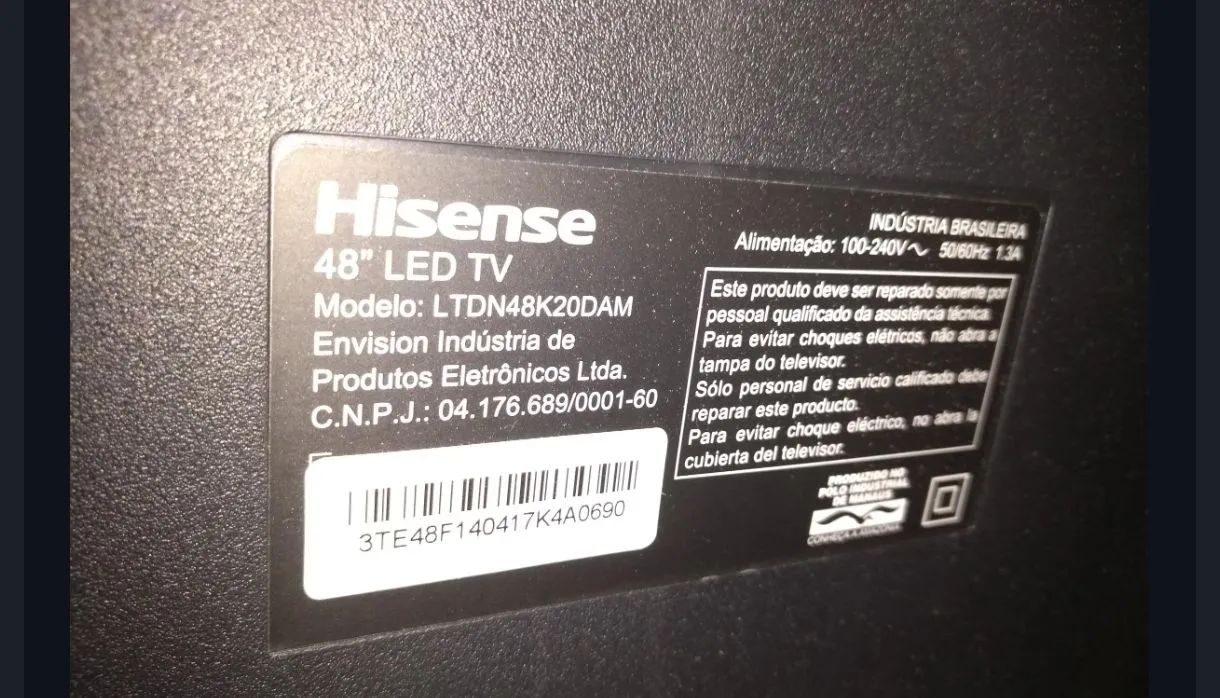 Hisense
48” LED TV
Modelo: LTDN48K20DAM
Envision Indústria de
Produtos Eletrônicos Ltda.
C.N.P.J.: 04.176.689/0001-60
3TE48F140417K4A0690
INDÚSTRIA BRASILEIRA
Alimentação: 100-240V~ 50/60Hz 1.3A
Este produto deve ser reparado somente por
pessoal qualificado da assistência técnica.
Para evitar choques elétricos, não abra a
tampa do televisor.
Sólo personal de servicio calificado debe
reparar este producto.
Para evitar choque eléctrico, no abra la
cubierta del televisor.
PRODUZIDO NO
PÓLO INDUSTRIAL
DE MANAUS
CONHEÇA A AMAZÔNIA